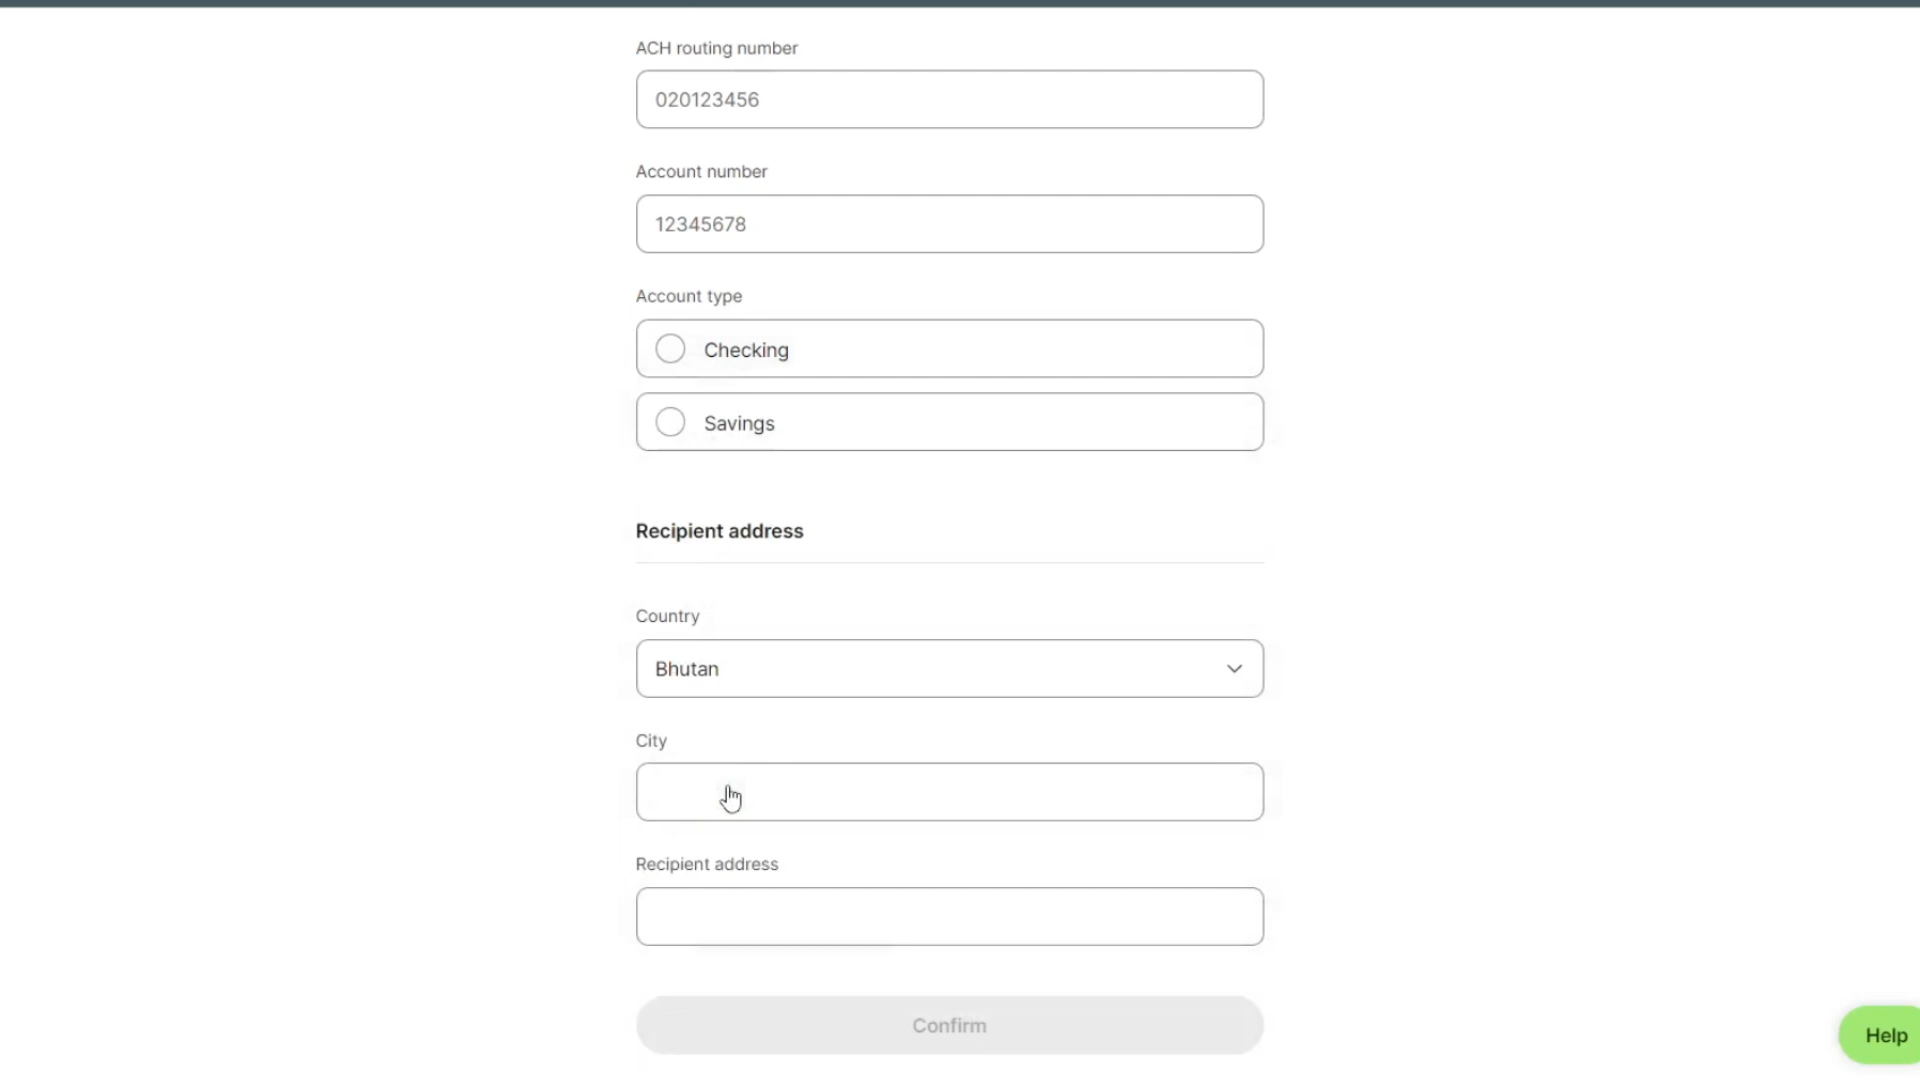 ACH routing number
020123456
Account number
12345678
Account type
Checking
Savings
Recipient address
Country
Bhutan
City
Recipient address
Confirm
Help